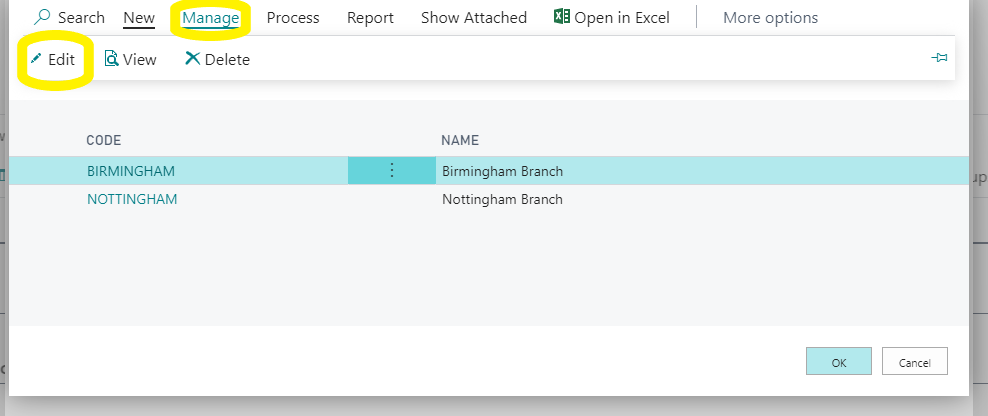 Search New Manage Process Report Show Attached Open in Excel More options
Edit View Delete
CODE NAME
BIRMINGHAM Birmingham Branch
NOTTINGHAM Nottingham Branch
up
OK Cancel